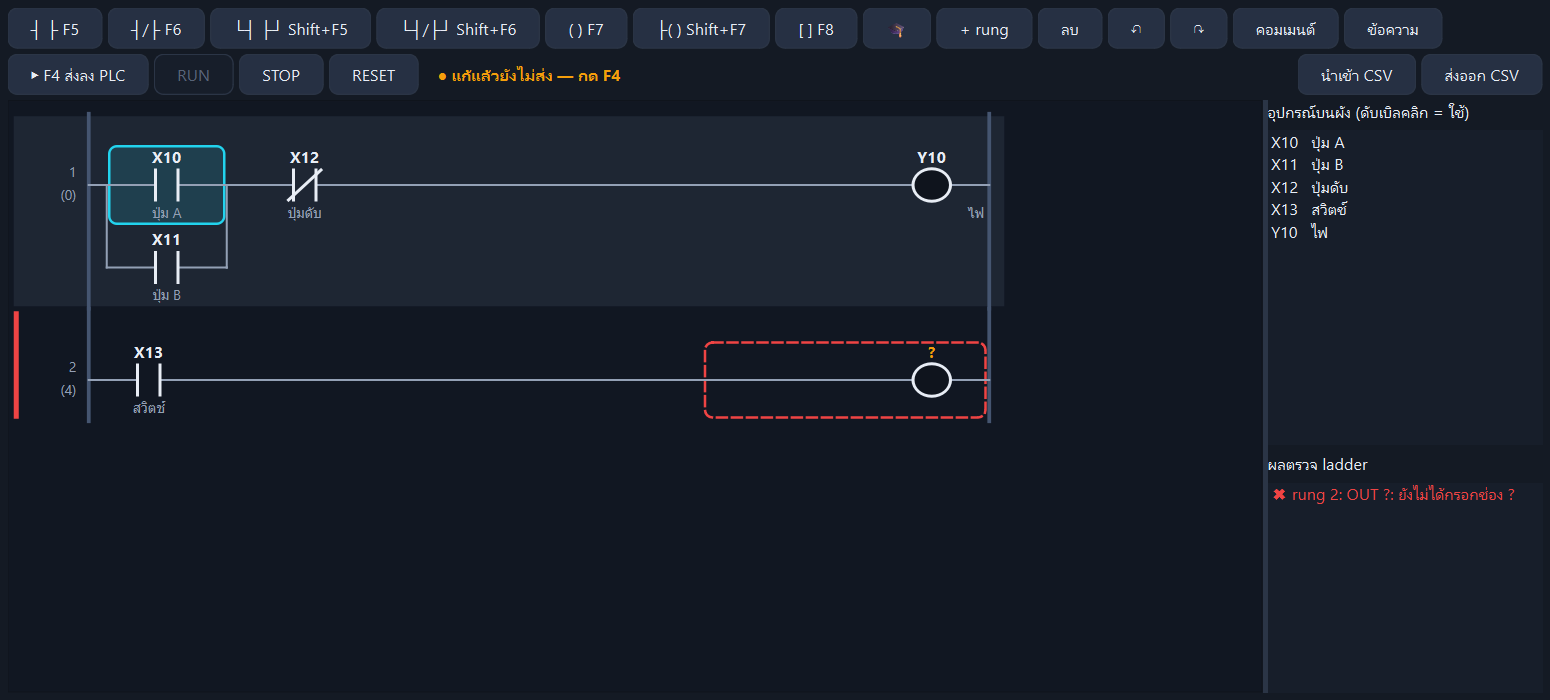 ┤ ├ F5 ┤/├ F6 └┤ ├┘ Shift+F5 └┤/├┘ Shift+F6 ( ) F7 ├( ) Shift+F7 [ ] F8 + rung ลบ ↶ ↷ คอมเมนต์ ข้อความ
▶ F4 ส่งลง PLC RUN STOP RESET ● แก้แล้วยังไม่ส่ง — กด F4 นำเข้า CSV ส่งออก CSV
1
(0)
X10 X12 Y10
ปุ่ม A ปุ่มดับ ไฟ
X11
ปุ่ม B
2
(4)
X13 ?
สวิตช์
อุปกรณ์บนผัง (ดับเบิลคลิก = ใช้)
X10 ปุ่ม A
X11 ปุ่ม B
X12 ปุ่มดับ
X13 สวิตช์
Y10 ไฟ
ผลตรวจ ladder
✖ rung 2: OUT ?: ยังไม่ได้กรอกช่อง ?